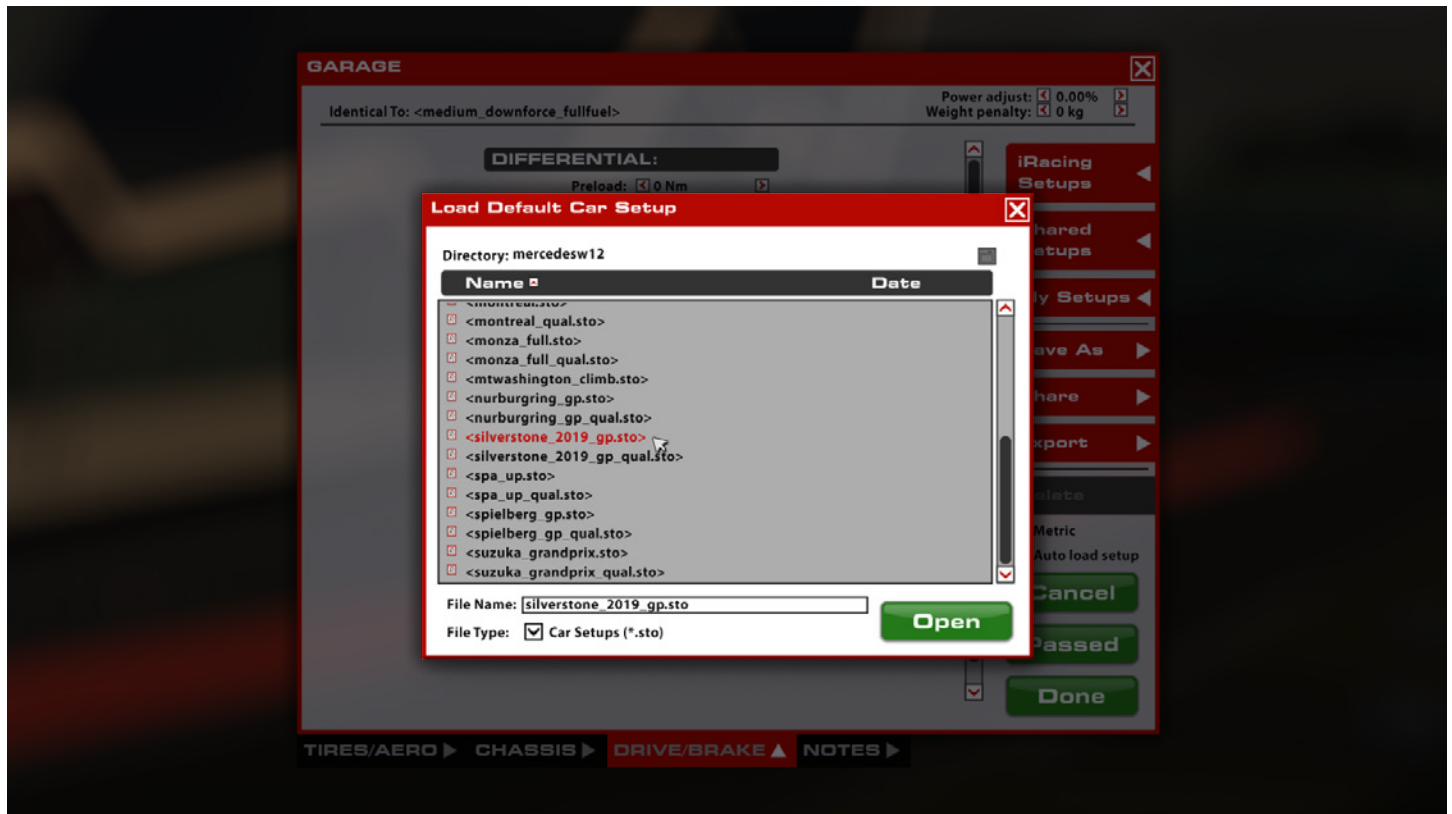 GARAGE
Identical To: <medium_downforce_fullfuel>
Power adjust: 0.00%
Weight penalty: 0 kg
DIFFERENTIAL:
Preload: 0 Nm
iRacing
Setups
Load Default Car Setup
hared
etups
Directory: mercedesw12
Name Date
y Setups
<montreal.sto>
<montreal_qual.sto>
<monza_full.sto>
<monza_full_qual.sto>
ave As
<mtwashington_climb.sto>
<nurburgring_gp.sto>
hare
<nurburgring_gp_qual.sto>
<silverstone_2019_gp.sto>
xport
<silverstone_2019_gp_qual.sto>
<spa_up.sto>
<spa_up_qual.sto>
elete
<spielberg_gp.sto>
<spielberg_gp_qual.sto>
Metric
<suzuka_grandprix.sto>
Auto load setup
<suzuka_grandprix_qual.sto>
Cancel
File Name: silverstone_2019_gp.sto
Open
File Type: Car Setups (*.sto)
Passed
Done
TIRES/AERO CHASSIS DRIVE/BRAKE NOTES